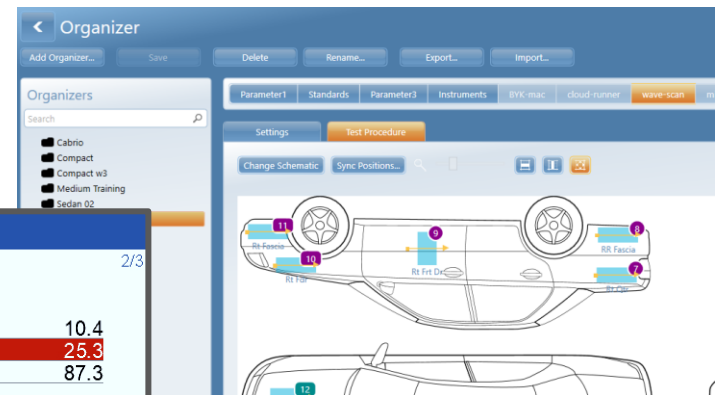 Organizer
Add Organizer... Save Delete Rename... Export... Import...
Organizers
Search
Cabrio
Compact
Compact w3
Medium Training
Sedan 02
Parameter1 Standards Parameter3 Instruments BYK-mac cloud-runner wave-scan
Settings Test Procedure
Change Schematic Sync Positions...
11
Rt Fascia
10
Rt Fdr
9
Rt Frt Dr
8
RR Fascia
7
12
2/3
10.4
25.3
87.3